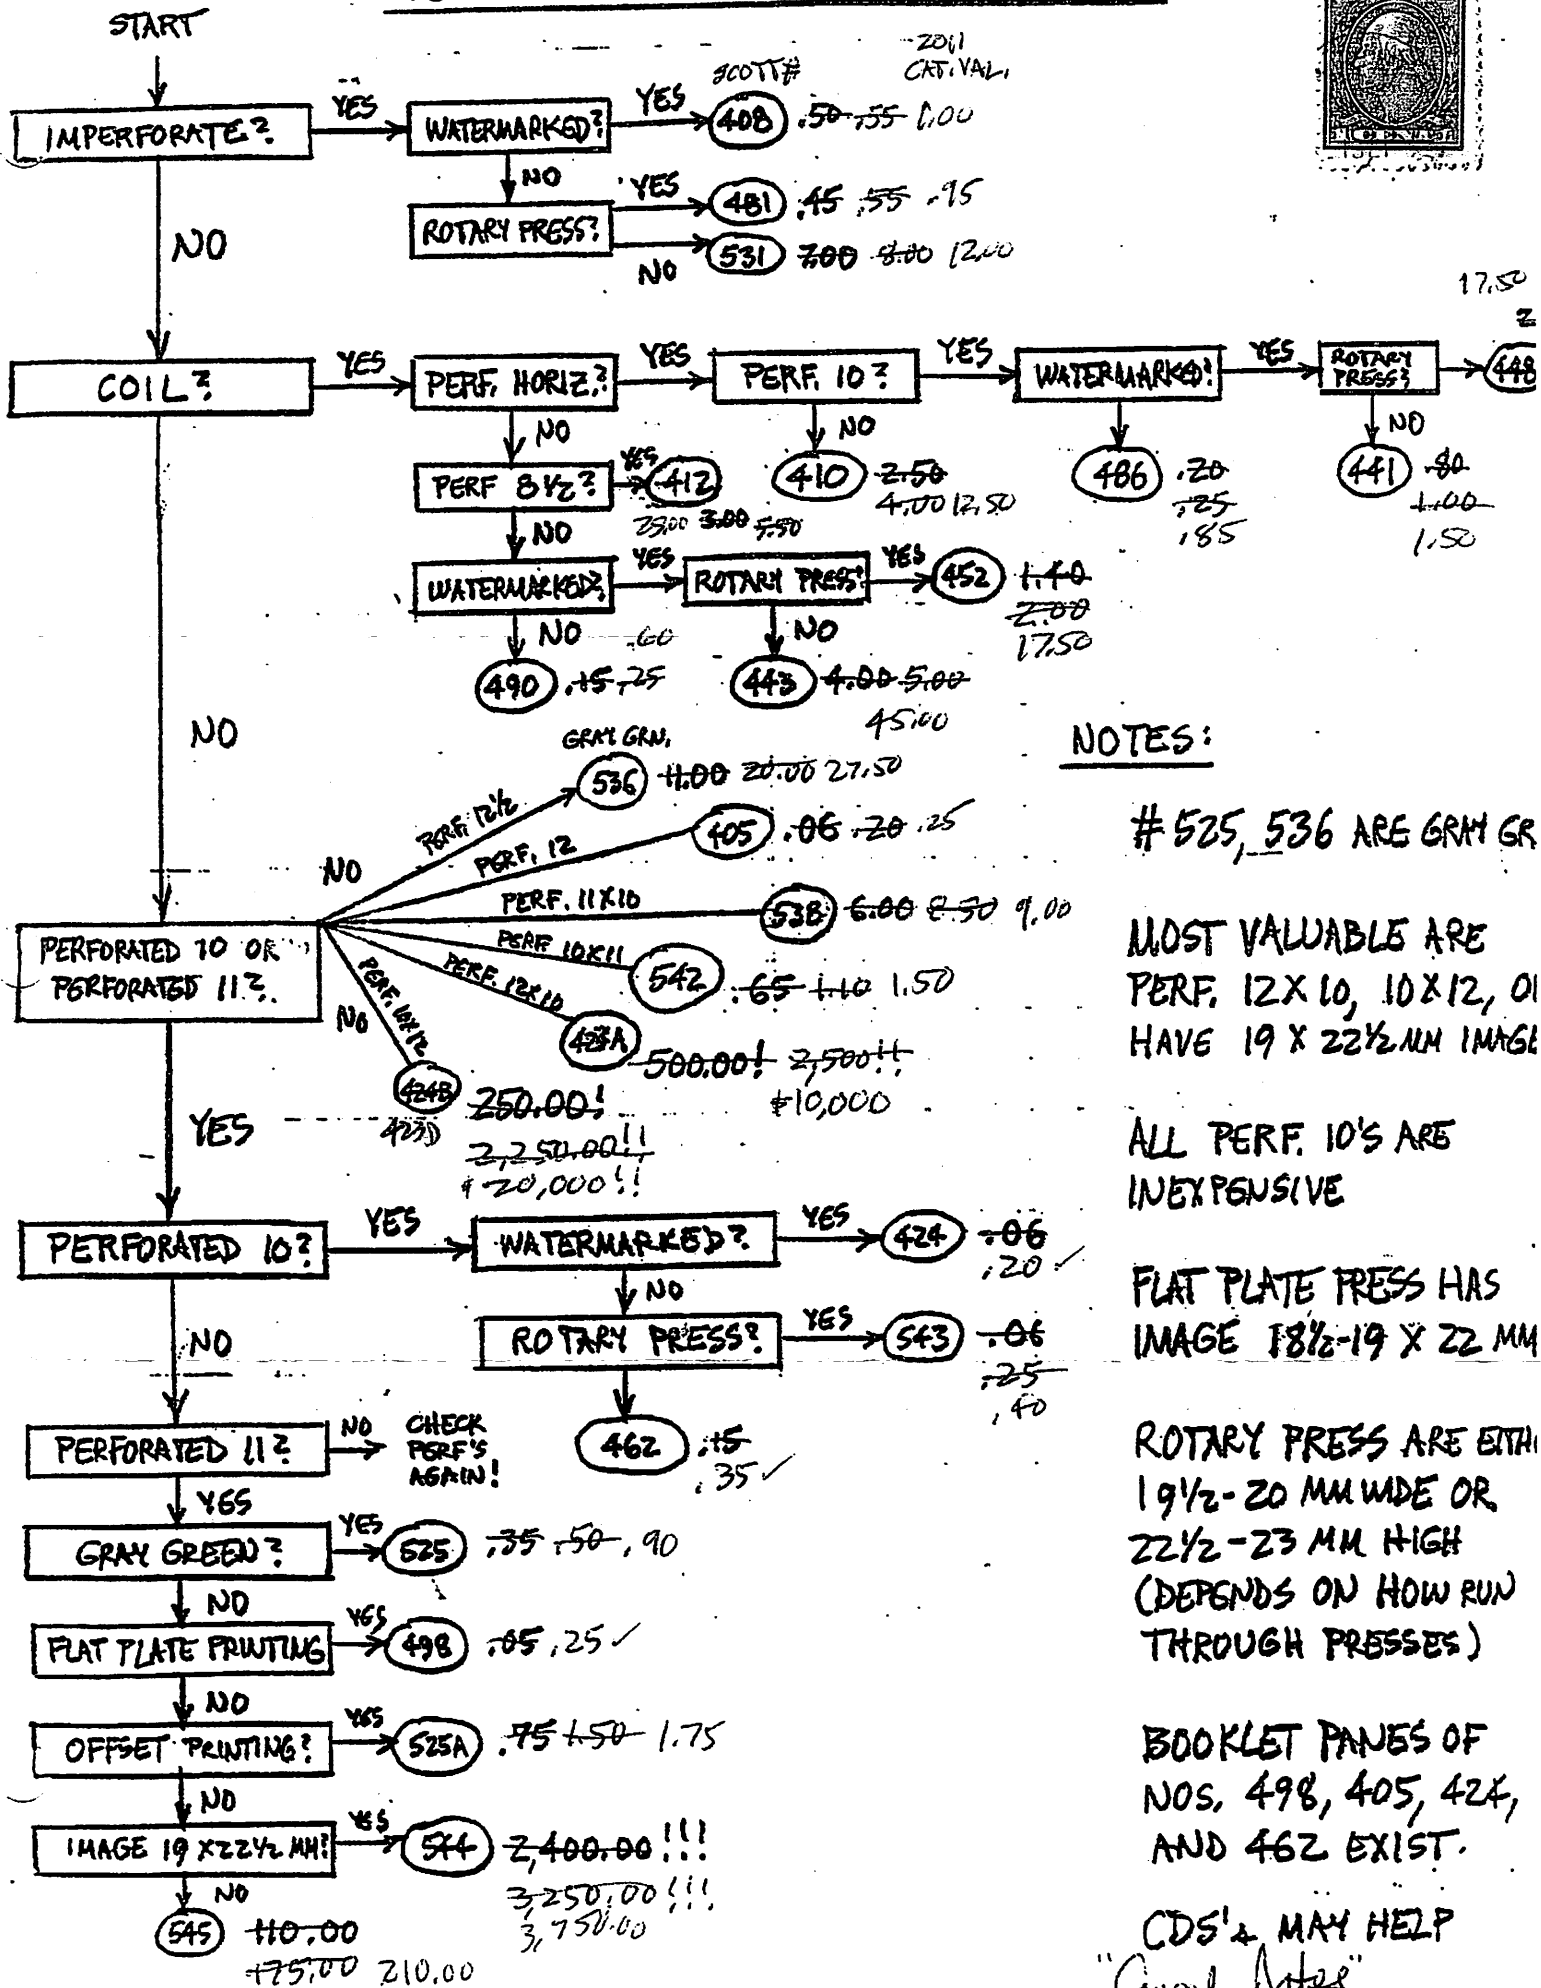 START
SCOTT#
2011
CAT. VAL.
IMPERFORATE?
YES
WATERMARKED?
YES
408 .50 .55 1.00
NO
ROTARY PRESS?
YES
481 .45 .55 .95
NO
531 7.00 8.00 12.00
NO
17.50
COIL?
YES
PERF. HORIZ.?
YES
PERF. 10?
YES
WATERMARKED?
YES
ROTARY
PRESS?
448
NO
PERF 8½?
YES
412
25.00 3.00 5.50
NO
410 2.50
4.00 12.50
486 .20
.25
.85
NO
441 .80
1.00
1.50
NO
WATERMARKED?
YES
ROTARY PRESS?
YES
452 1.40
2.00
17.50
NO .60
490 .15 .25
NO
443 4.00 5.00
45.00
NO
GRAY GRN.
NO
PERF. 12½
536 11.00 20.00 27.50
PERF. 12
405 .06 .20 .25
PERF. 11X10
538 6.00 8.50 9.00
PERF 10X11
542 .65 1.10 1.50
PERF. 12X10
423A
500.00! 2,500!!
$10,000
NO
PERF. 10X12
424B 250.00!
423D
2,250.00!!
$20,000!!
PERFORATED 10 OR
PERFORATED 11?
YES
PERFORATED 10?
YES
WATERMARKED?
YES
424 .06
.20 ✓
NO
ROTARY PRESS?
YES
543 .06
.25
.40
462 .15
.35 ✓
NO
PERFORATED 11?
NO
CHECK
PERF'S
AGAIN!
YES
GRAY GREEN?
YES
525 .35 .50 .90
NO
FLAT PLATE PRINTING
YES
498 .05 .25 ✓
NO
OFFSET PRINTING?
YES
525A .75 1.50 1.75
NO
IMAGE 19 X 22½ MM?
YES
544 2,400.00!!!
3,250.00!!!
3,750.00
NO
545 110.00
175.00 210.00
NOTES:
#525, 536 ARE GRAY GR
MOST VALUABLE ARE
PERF. 12X10, 10X12, O
HAVE 19 X 22½ MM IMAGE
ALL PERF. 10'S ARE
INEXPENSIVE
FLAT PLATE PRESS HAS
IMAGE 18½-19 X 22 MM
ROTARY PRESS ARE EITH
19½-20 MM WIDE OR
22½-23 MM HIGH
(DEPENDS ON HOW RUN
THROUGH PRESSES)
BOOKLET PANES OF
NOS. 498, 405, 424,
AND 462 EXIST.
CDS's MAY HELP